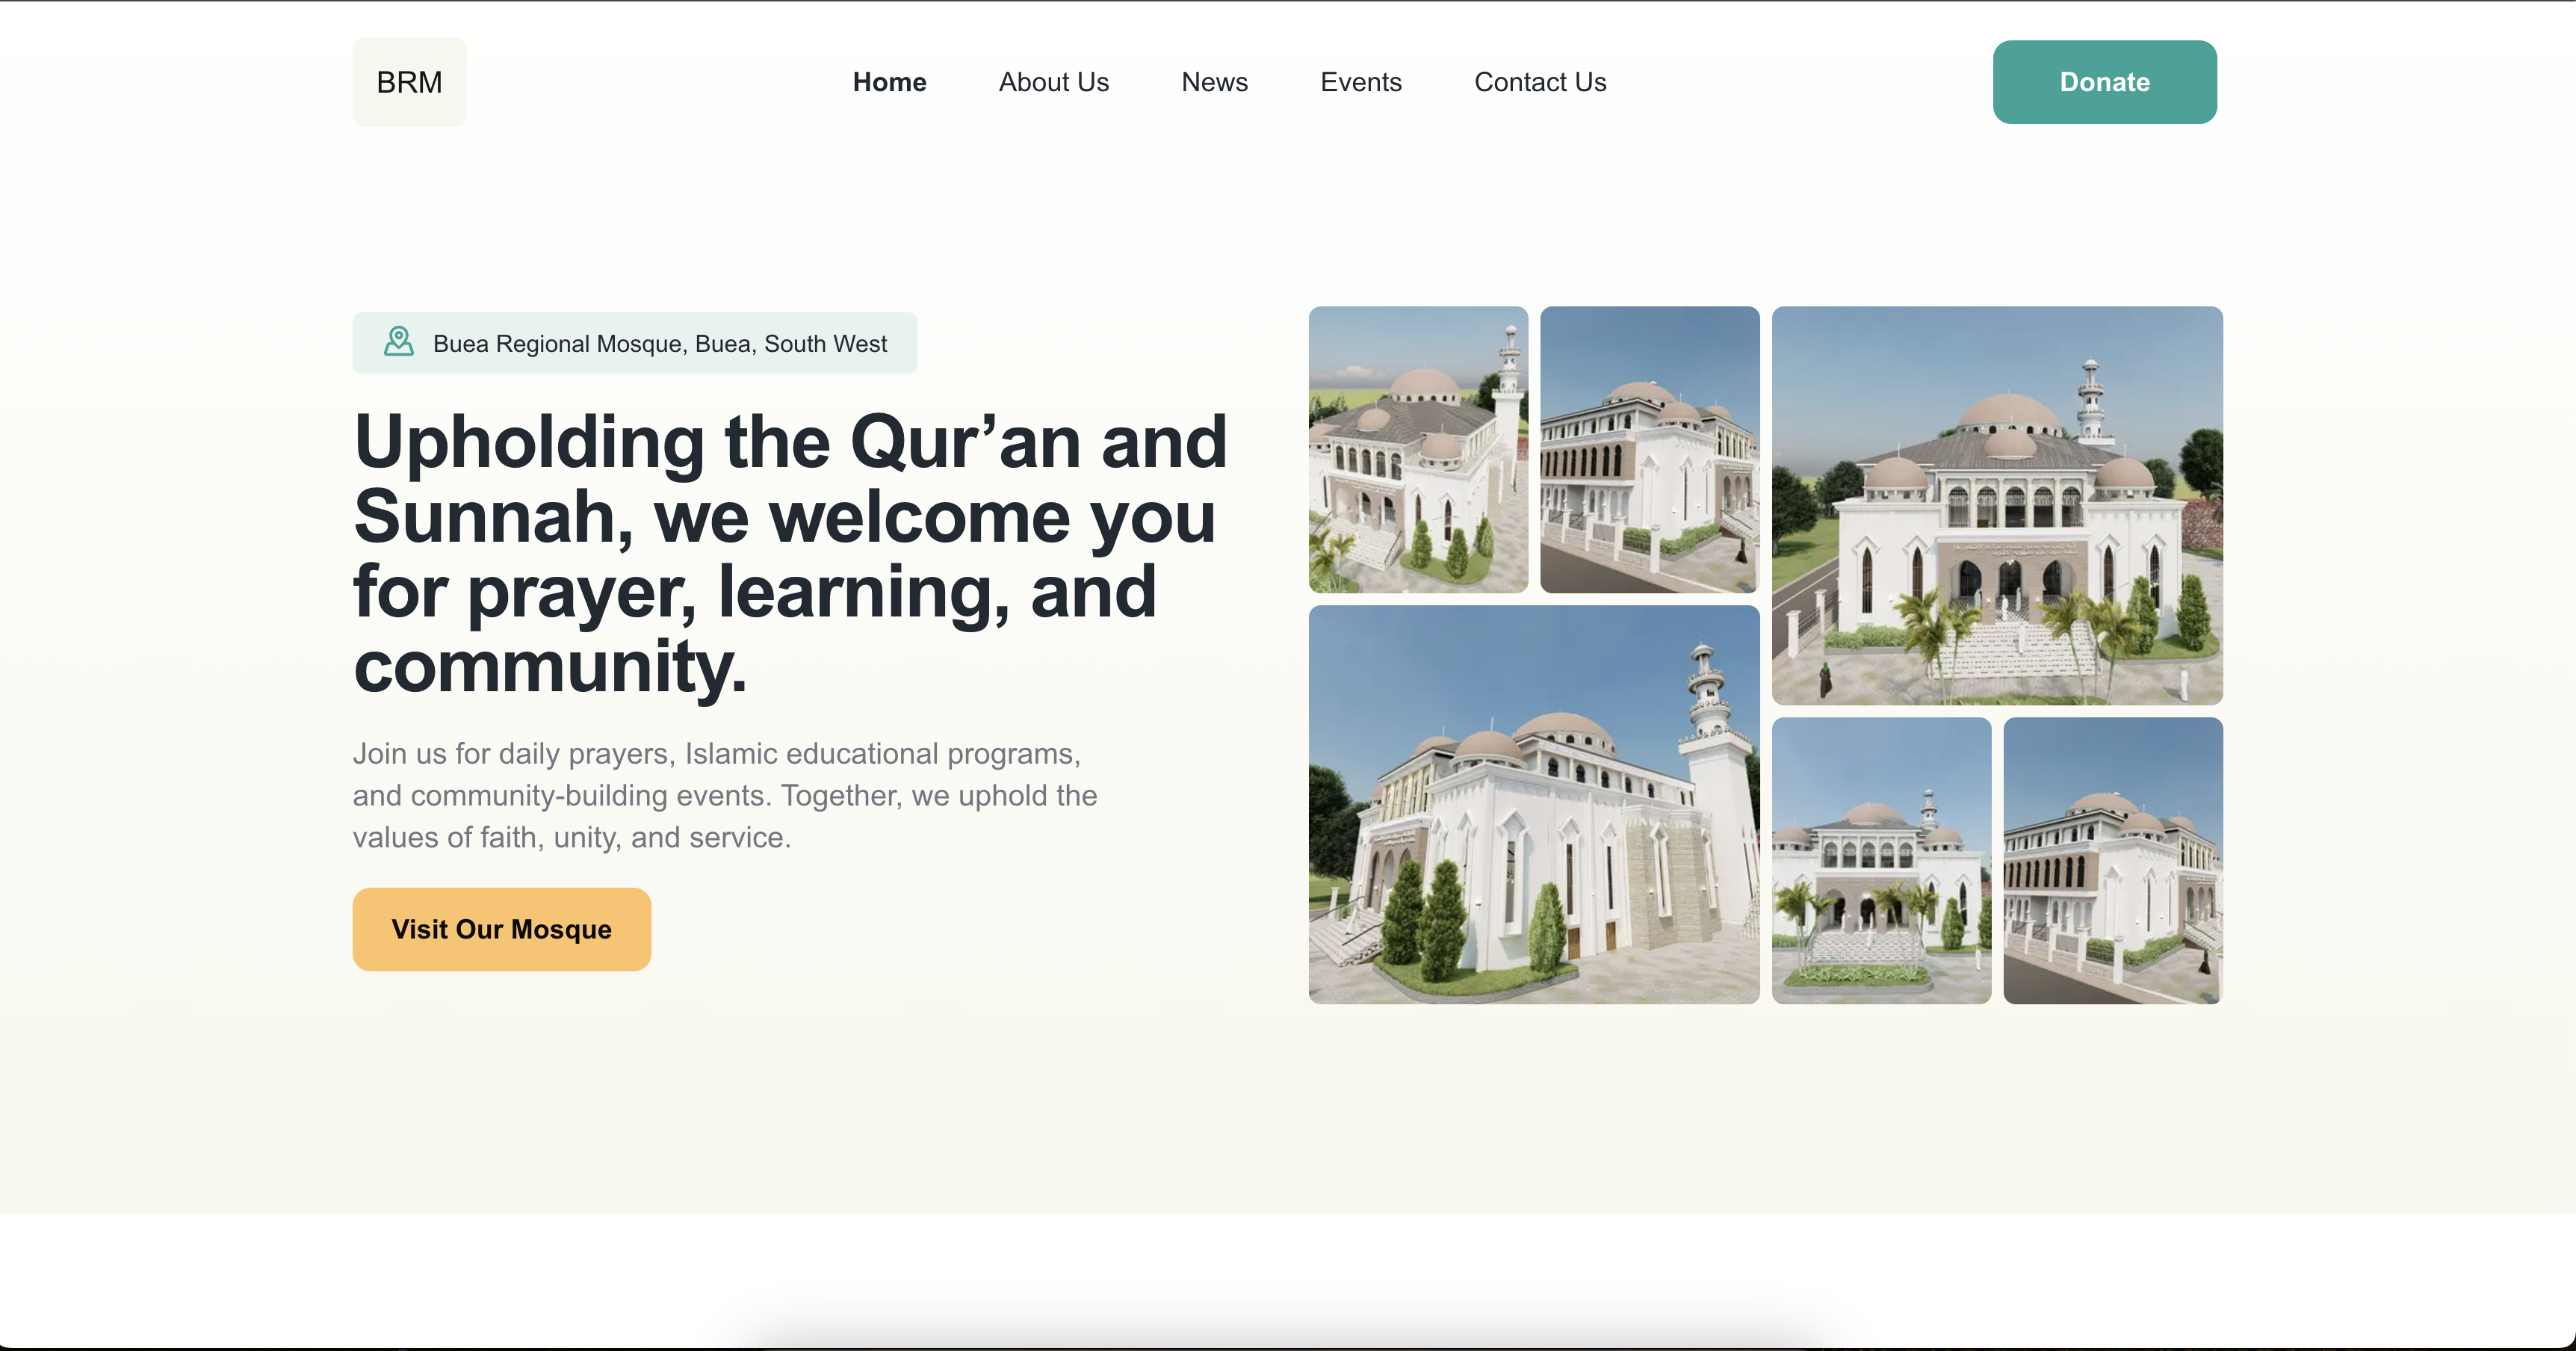 BRM
Home
About Us
News
Events
Contact Us
Donate
Buea Regional Mosque, Buea, South West
Upholding the Qur’an and
Sunnah, we welcome you
for prayer, learning, and
community.
Join us for daily prayers, Islamic educational programs,
and community-building events. Together, we uphold the
values of faith, unity, and service.
Visit Our Mosque